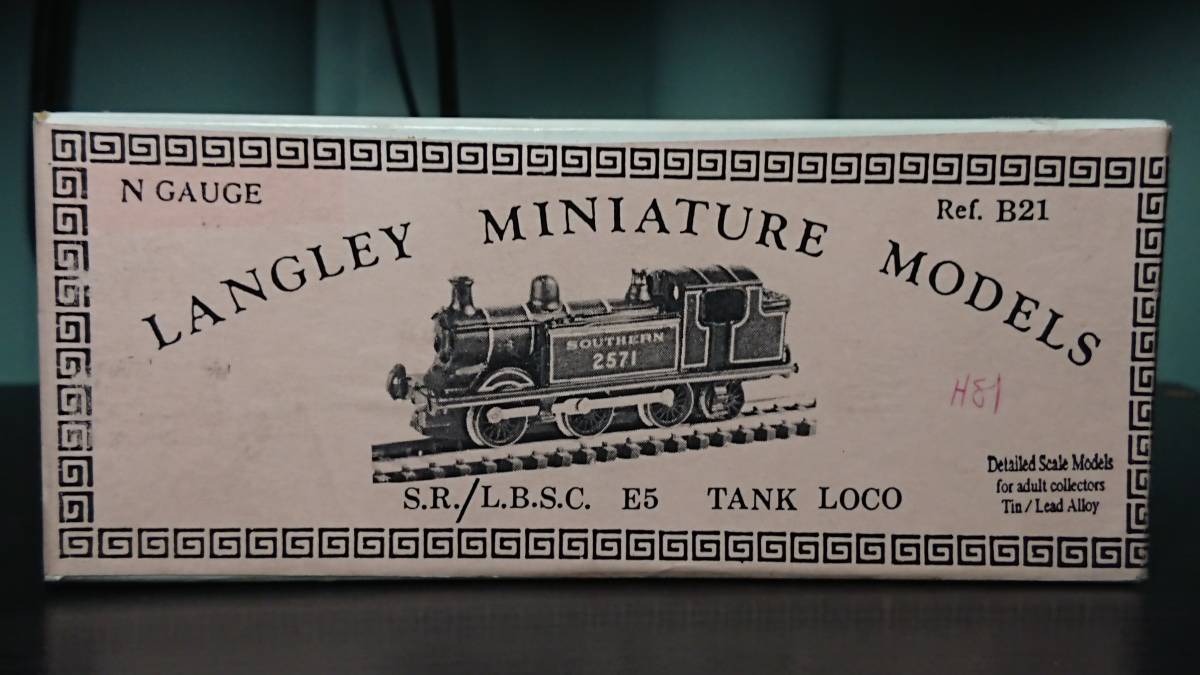 N GAUGE
Ref. B21
LANGLEY MINIATURE MODELS
SOUTHERN
2571
H81
Detailed Scale Models
for adult collectors
Tin / Lead Alloy
S.R./L.B.S.C. E5 TANK LOCO